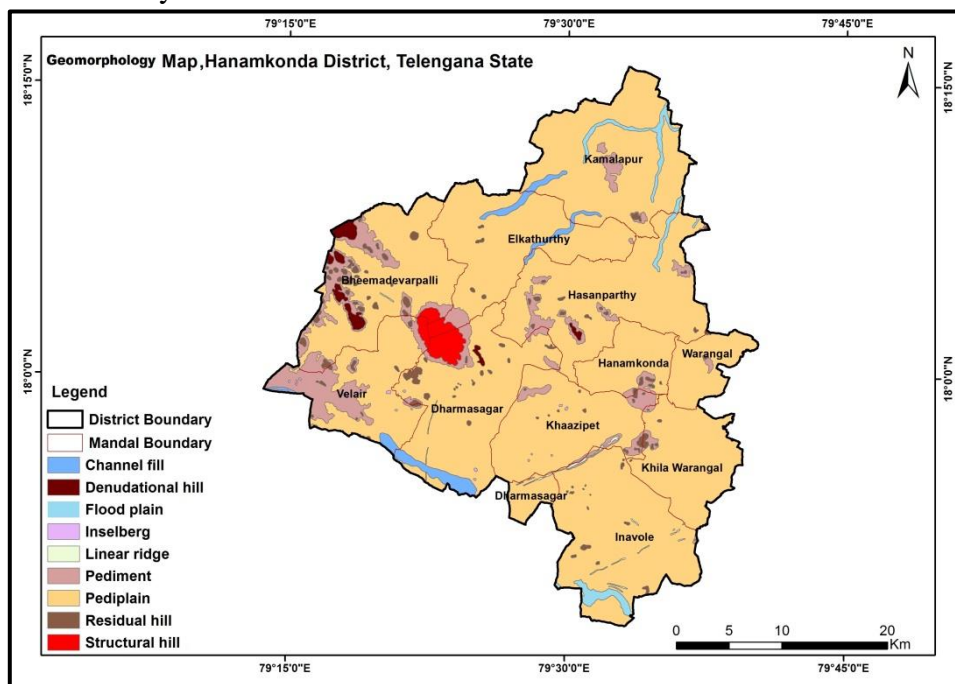 79°15'0"E 79°30'0"E 79°45'0"E
Geomorphology Map,Hanamkonda District, Telengana State
N
18°15'0"N 18°15'0"N
Kamalapur
Elkathurthy
Bheemadevarpalli
Hasanparthy
Hanamkonda
Warangal
18°0'0"N 18°0'0"N
Velair
Dharmasagar
Khaazipet
Khila Warangal
Dharmasagar
Inavole
Legend
District Boundary
Mandal Boundary
Channel fill
Denudational hill
Flood plain
Inselberg
Linear ridge
Pediment
Pediplain
Residual hill
Structural hill
0 5 10 20
Km
79°15'0"E 79°30'0"E 79°45'0"E